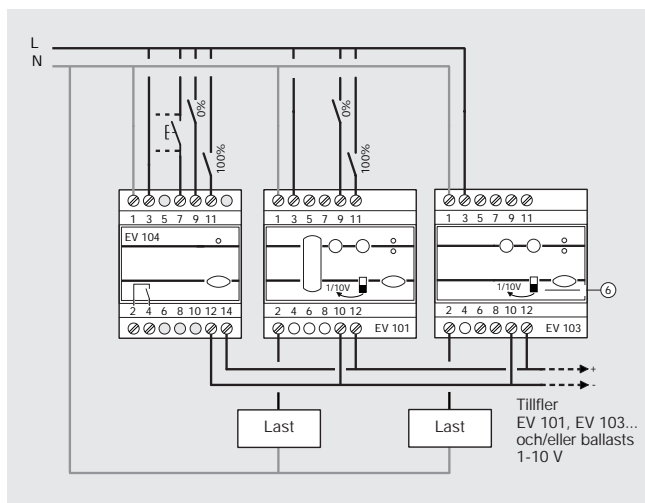 L
N
0%
100%
0%
100%
1 3 5 7 9 11
1 3 5 7 9 11
1 3 5 7 9 11
EV 104
1/10V
1/10V
6
2 4 6 8 10 12 14
2 4 6 8 10 12
EV 101
2 4 6 8 10 12
EV 103
+
-
Last
Last
Tillfler
EV 101, EV 103...
och/eller ballasts
1-10 V